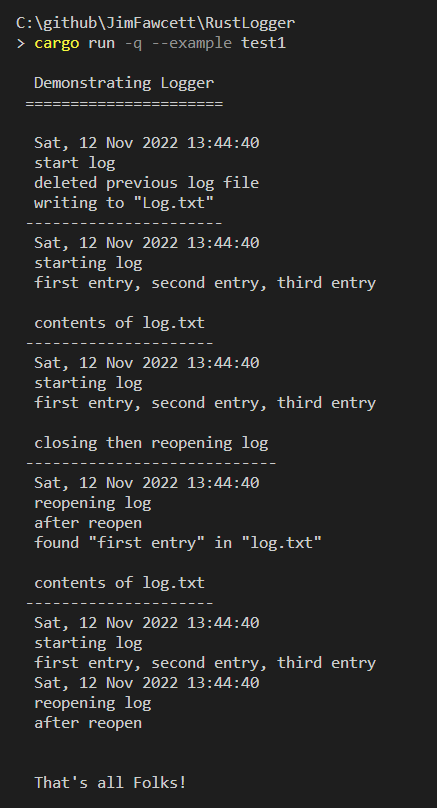 C:\github\JimFawcett\RustLogger
> cargo run -q --example test1
Demonstrating Logger
======================
Sat, 12 Nov 2022 13:44:40
start log
deleted previous log file
writing to "Log.txt"
----------------------
Sat, 12 Nov 2022 13:44:40
starting log
first entry, second entry, third entry
contents of log.txt
---------------------
Sat, 12 Nov 2022 13:44:40
starting log
first entry, second entry, third entry
closing then reopening log
----------------------------
Sat, 12 Nov 2022 13:44:40
reopening log
after reopen
found "first entry" in "log.txt"
contents of log.txt
---------------------
Sat, 12 Nov 2022 13:44:40
starting log
first entry, second entry, third entry
Sat, 12 Nov 2022 13:44:40
reopening log
after reopen
That's all Folks!